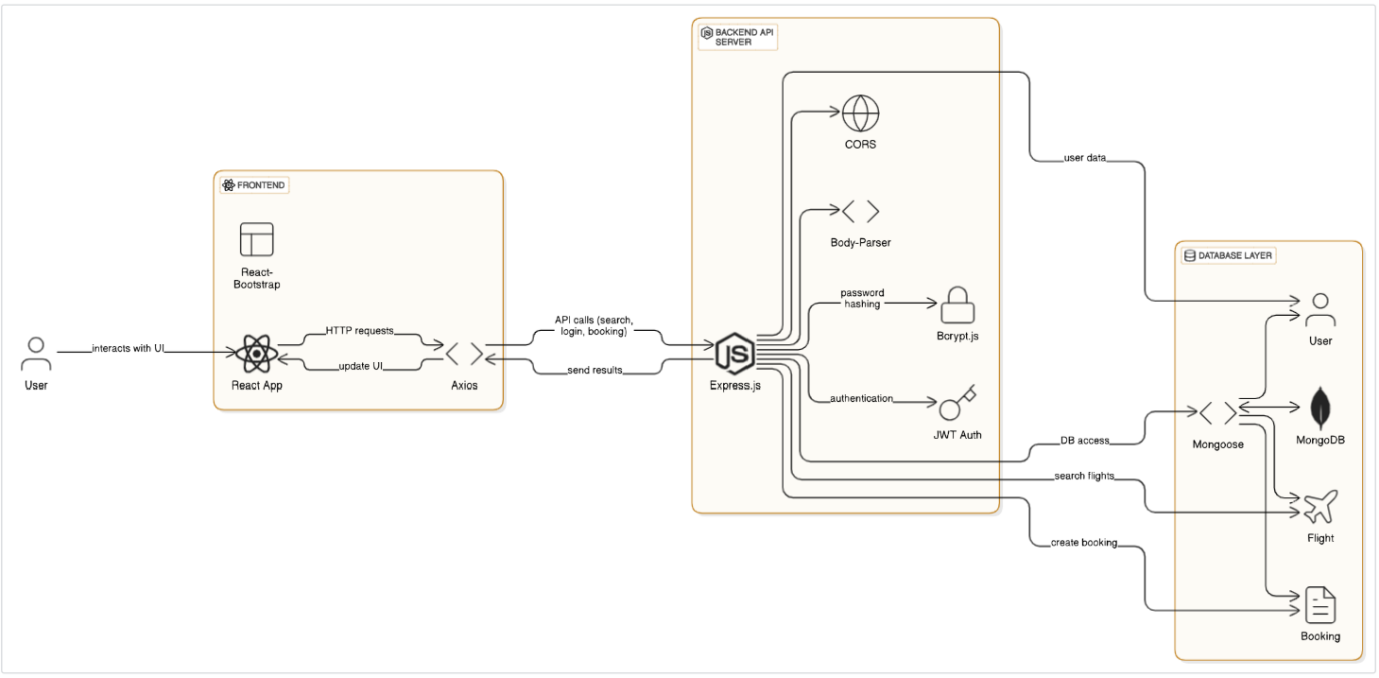 BACKEND API
SERVER
CORS
user data
FRONTEND
Body-Parser
DATABASE LAYER
React-
Bootstrap
password
hashing
HTTP requests
API calls (search,
login, booking)
Bcrypt.js
User
interacts with UI
update UI
send results
User
React App
Axios
Express.js
authentication
JWT Auth
DB access
Mongoose
MongoDB
search flights
Flight
create booking
Booking
JS
JS